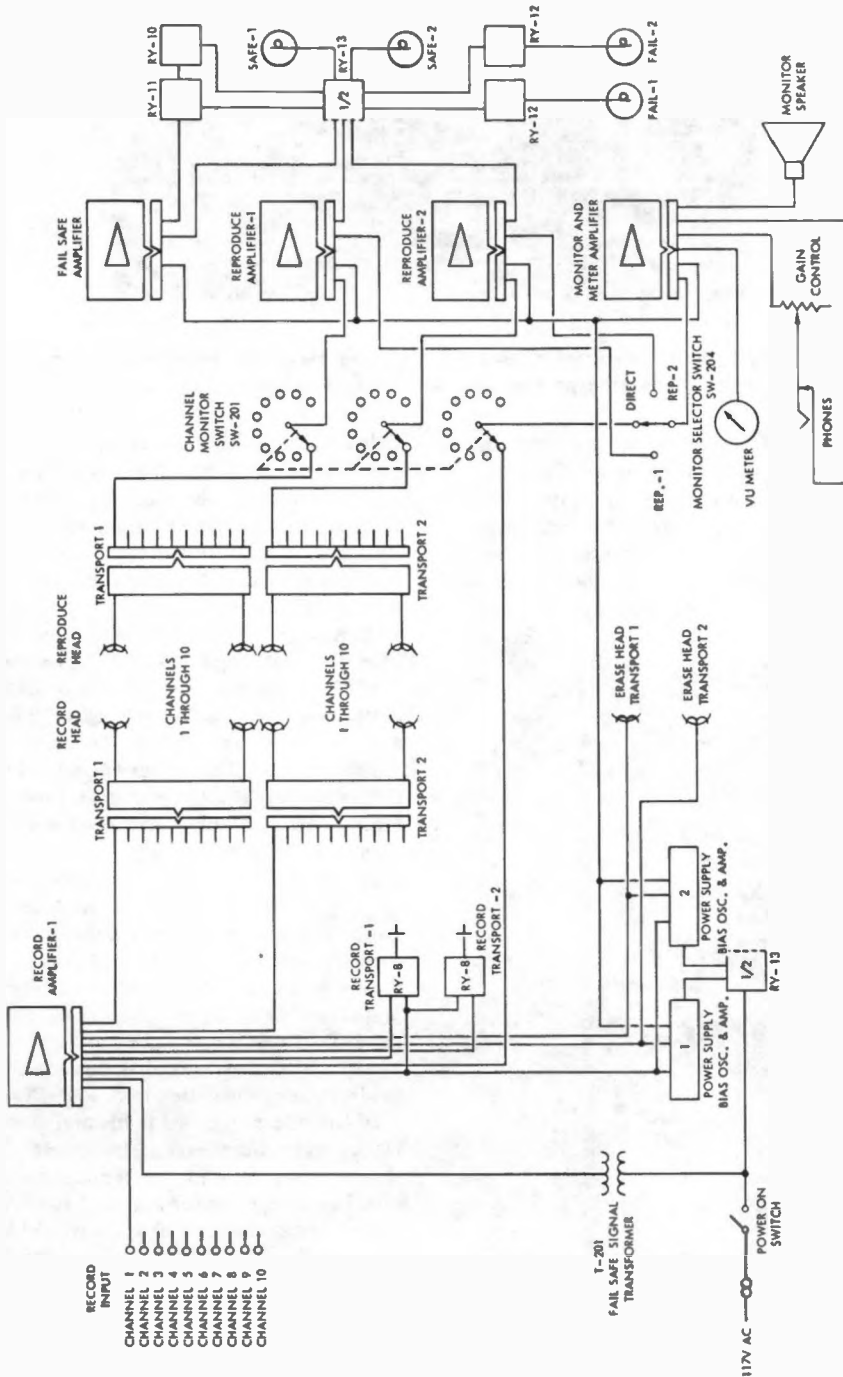 RECORD
INPUT
CHANNEL 1
CHANNEL 2
CHANNEL 3
CHANNEL 4
CHANNEL 5
CHANNEL 6
CHANNEL 7
CHANNEL 8
CHANNEL 9
CHANNEL 10
RECORD
AMPLIFIER-1
T-201
FAIL SAFE SIGNAL
TRANSFORMER
117V AC
POWER ON
SWITCH
RECORD
TRANSPORT -1
RY-8
RY-8
RECORD
TRANSPORT -2
1
POWER SUPPLY
BIAS OSC. & AMP.
2
POWER SUPPLY
BIAS OSC. & AMP.
1/2
RY-13
TRANSPORT 1
TRANSPORT 2
RECORD
HEAD
REPRODUCE
HEAD
CHANNELS
1 THROUGH 10
CHANNELS
1 THROUGH 10
TRANSPORT 1
TRANSPORT 2
ERASE HEAD
TRANSPORT 1
ERASE HEAD
TRANSPORT 2
CHANNEL
MONITOR
SWITCH
SW-201
REP.-1
DIRECT
REP-2
MONITOR SELECTOR SWITCH
SW-204
VU METER
PHONES
GAIN
CONTROL
FAIL SAFE
AMPLIFIER
REPRODUCE
AMPLIFIER-1
REPRODUCE
AMPLIFIER-2
MONITOR AND
METER AMPLIFIER
RY-11
RY-10
SAFE-1
1/2
RY-13
SAFE-2
RY-12
RY-12
FAIL-1
FAIL-2
MONITOR
SPEAKER